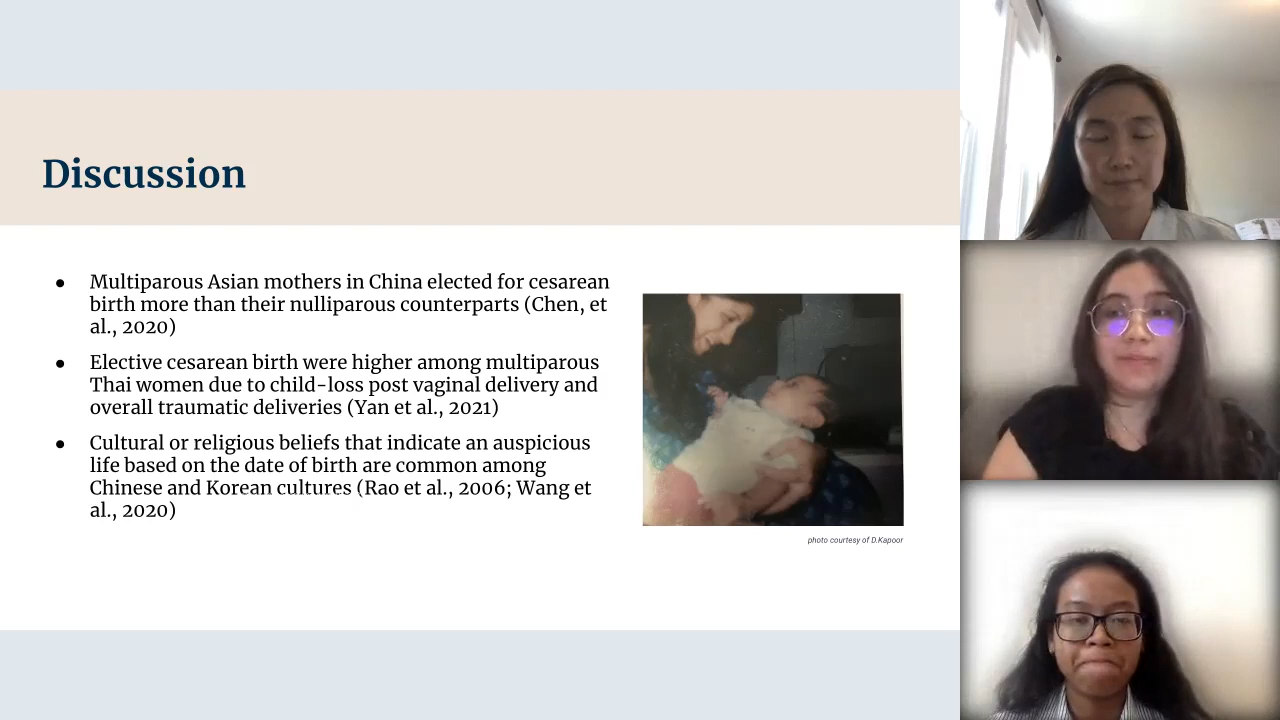 Discussion
● Multiparous Asian mothers in China elected for cesarean
birth more than their nulliparous counterparts (Chen, et
al., 2020)
● Elective cesarean birth were higher among multiparous
Thai women due to child-loss post vaginal delivery and
overall traumatic deliveries (Yan et al., 2021)
● Cultural or religious beliefs that indicate an auspicious
life based on the date of birth are common among
Chinese and Korean cultures (Rao et al., 2006; Wang et
al., 2020)
photo courtesy of D.Kapoor